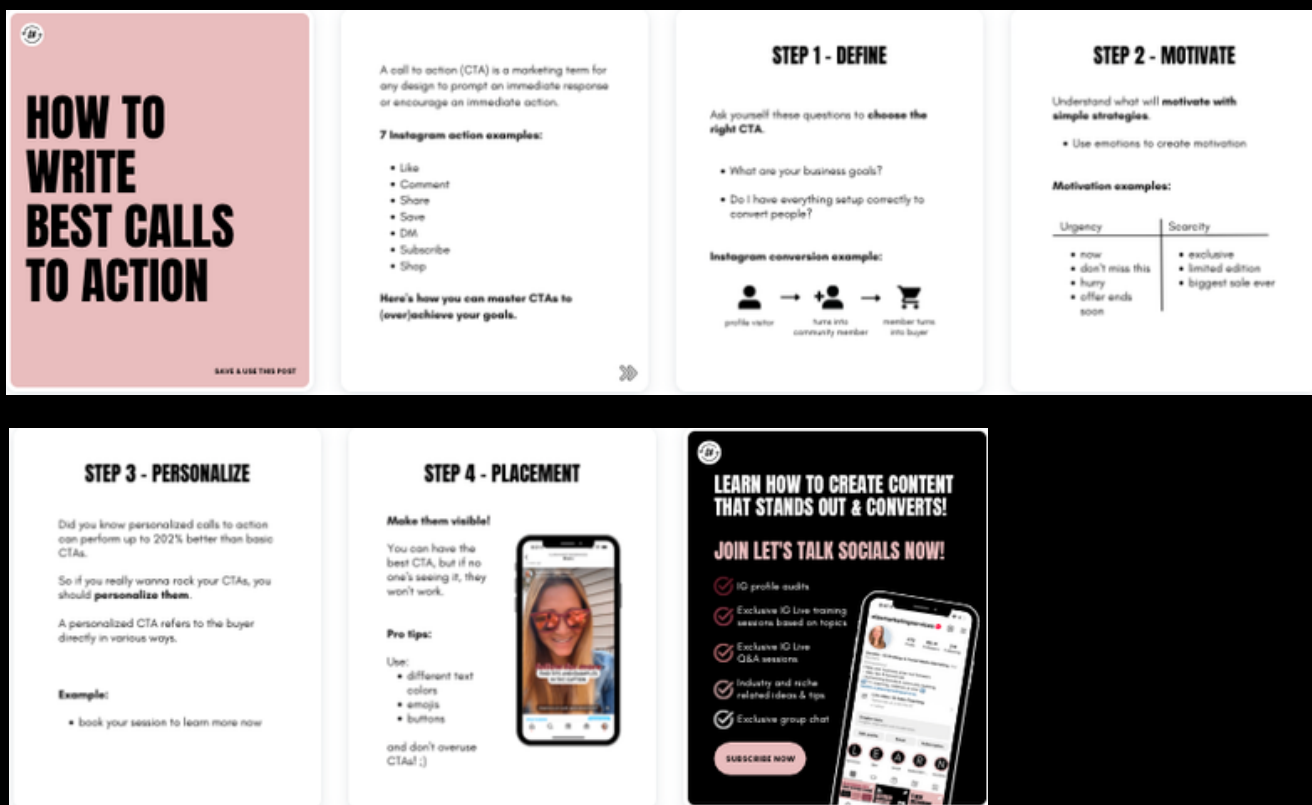 HOW TO
WRITE
BEST CALLS
TO ACTION
SAVE & USE THIS POST
A call to action (CTA) is a marketing term for
any design to prompt an immediate response
or encourage an immediate action.
7 Instagram action examples:
• Like
• Comment
• Share
• Save
• DM
• Subscribe
• Shop
Here's how you can master CTAs to
(over)achieve your goals.
STEP 1 - DEFINE
Ask yourself these questions to choose the
right CTA.
• What are your business goals?
• Do I have everything setup correctly to
convert people?
Instagram conversion example:
profile visitor
turns into
community member
member turns
into buyer
STEP 2 - MOTIVATE
Understand what will motivate with
simple strategies.
• Use emotions to create motivation
Motivation examples:
Urgency
• now
• don't miss this
• hurry
• offer ends
soon
Scarcity
• exclusive
• limited edition
• biggest sale ever
STEP 3 - PERSONALIZE
Did you know personalized calls to action
can perform up to 202% better than basic
CTAs.
So if you really wanna rock your CTAs, you
should personalize them.
A personalized CTA refers to the buyer
directly in various ways.
Example:
• book your session to learn more now
STEP 4 - PLACEMENT
Make them visible!
You can have the
best CTA, but if no
one's seeing it, they
won't work.
Pro tips:
Use:
• different text
colors
• emojis
• buttons
and don't overuse
CTAs! ;)
LEARN HOW TO CREATE CONTENT
THAT STANDS OUT & CONVERTS!
JOIN LET'S TALK SOCIALS NOW!
IG profile audits
Exclusive IG Live training
sessions based on topics
Exclusive IG Live
Q&A sessions
Industry and niche
related ideas & tips
Exclusive group chat
SUBSCRIBE NOW
L E A R N